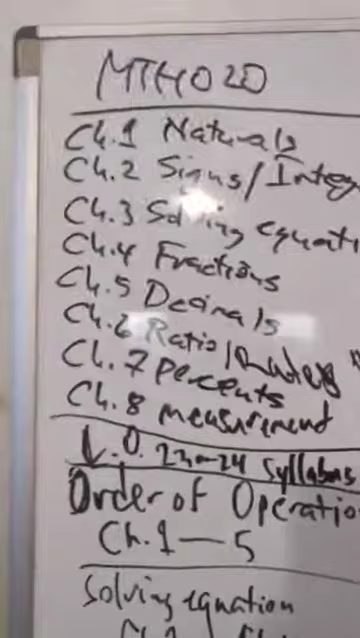 MTH020
Ch.1 Naturals
Ch.2 Signs/Integ
Ch.3 Solving equati
Ch.4 Fractions
Ch.5 Decimals
Ch.6 Ratio/Rates "
Ch.7 percents
Ch.8 measurement
L.O. 23-24 syllabus
Order of Operatio
Ch.1—5
Solving equation